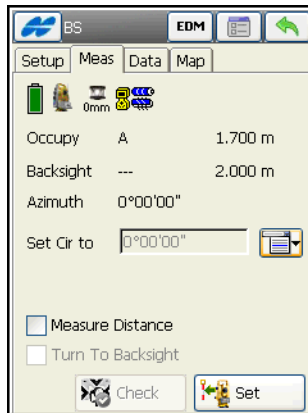 BS EDM
Setup Meas Data Map
0mm
Occupy A 1.700 m
Backsight --- 2.000 m
Azimuth 0°00'00"
Set Cir to 0°00'00"
Measure Distance
Turn To Backsight
Check Set